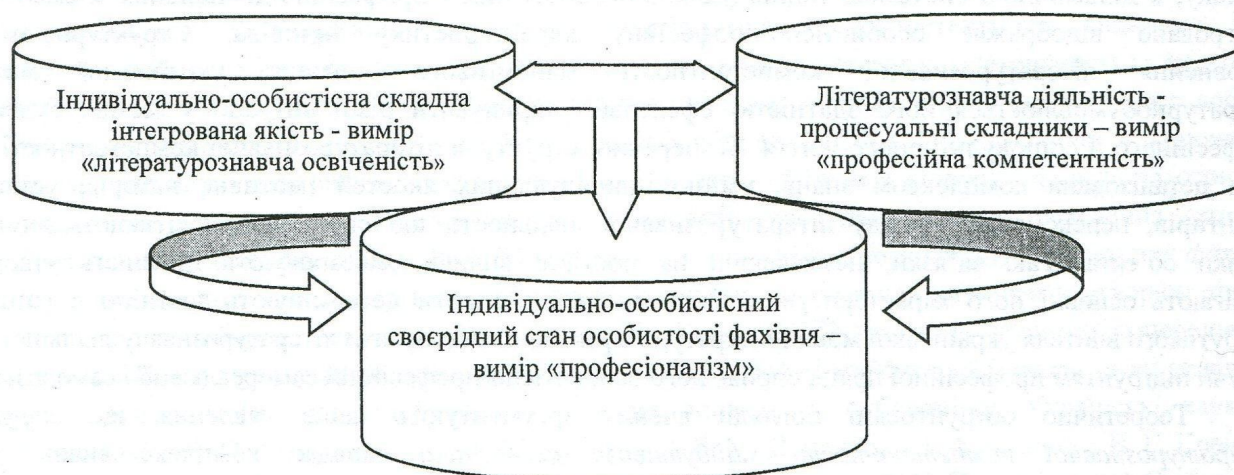 Індивідуально-особистісна складна
інтегрована якість - вимір
«літературознавча освіченість»
Літературознавча діяльність -
процесуальні складники – вимір
«професійна компетентність»
Індивідуально-особистісний
своєрідний стан особистості фахівця –
вимір «професіоналізм»